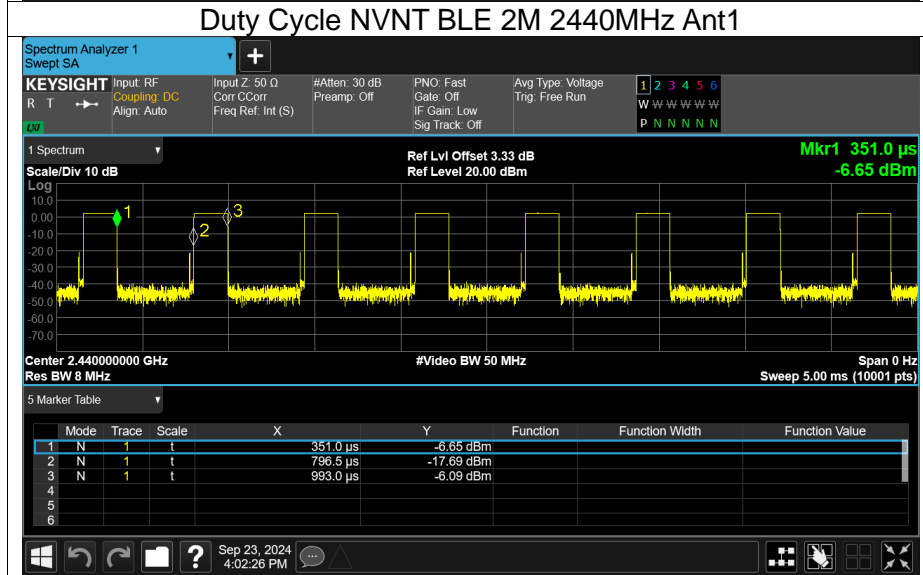 Duty Cycle NVNT BLE 2M 2440MHz Ant1
Spectrum Analyzer 1
Swept SA
KEYSIGHT Input: RF Input Z: 50 Ω #Atten: 30 dB PNO: Fast Avg Type: Voltage 1 2 3 4 5 6
R T Coupling: DC Corr CCorr Preamp: Off Gate: Off Trig: Free Run W W W W W W
Align: Auto Freq Ref: Int (S) IF Gain: Low P N N N N N
LXI Sig Track: Off
1 Spectrum Ref Lvl Offset 3.33 dB Mkr1 351.0 µs
Scale/Div 10 dB Ref Level 20.00 dBm -6.65 dBm
Log
10.0
0.00
-10.0
-20.0
-30.0
-40.0
-50.0
-60.0
-70.0
1
2
3
Center 2.440000000 GHz #Video BW 50 MHz Span 0 Hz
Res BW 8 MHz Sweep 5.00 ms (10001 pts)
5 Marker Table
Mode Trace Scale X Y Function Function Width Function Value
1 N 1 t 351.0 µs -6.65 dBm
2 N 1 t 796.5 µs -17.69 dBm
3 N 1 t 993.0 µs -6.09 dBm
4
5
6
? Sep 23, 2024
4:02:26 PM